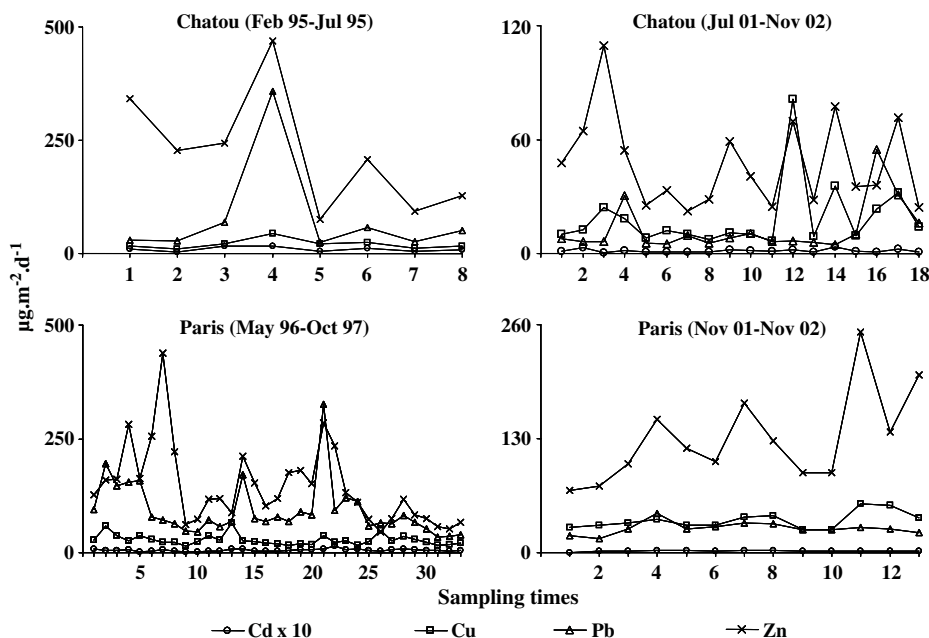 Chatou (Feb 95-Jul 95)
500
250
0
1 2 3 4 5 6 7 8
Chatou (Jul 01-Nov 02)
120
60
0
2 4 6 8 10 12 14 16 18
µg.m-2.d-1
Paris (May 96-Oct 97)
500
250
0
5 10 15 20 25 30
Paris (Nov 01-Nov 02)
260
130
0
2 4 6 8 10 12
Sampling times
Cd x 10 Cu Pb Zn